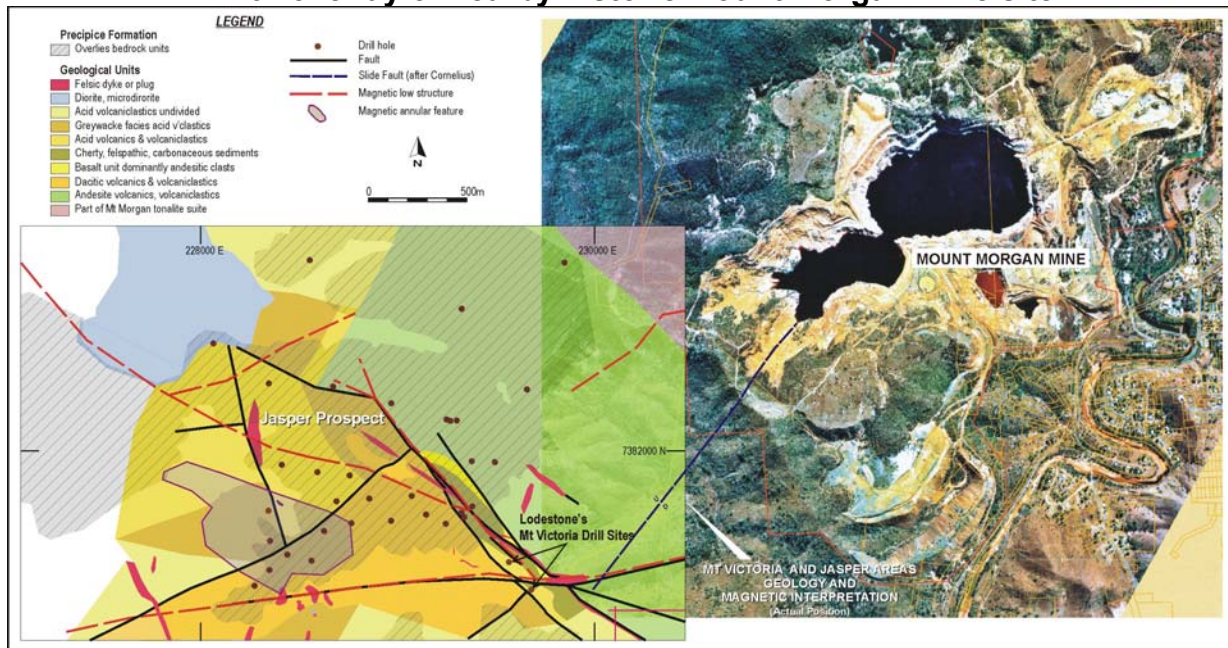 LEGEND
Precipice Formation
Overlies bedrock units
Geological Units
Felsic dyke or plug
Diorite, microdirorite
Acid volcaniclastics undivided
Greywacke facies acid v'clastics
Acid volcanics & volcaniclastics
Cherty, felspathic, carbonaceous sediments
Basalt unit dominantly andesitic clasts
Dacitic volcanics & volcaniclastics
Andesite volcanics, volcaniclastics
Part of Mt Morgan tonalite suite
Drill hole
Fault
Slide Fault (after Cornelius)
Magnetic low structure
Magnetic annular feature
N
0 500m
228000 E
230000 E
MOUNT MORGAN MINE
Jasper Prospect
7382000 N
Lodestone's
Mt Victoria Drill Sites
MT VICTORIA AND JASPER AREAS
GEOLOGY AND
MAGNETIC INTERPRETATION
(Actual Position)